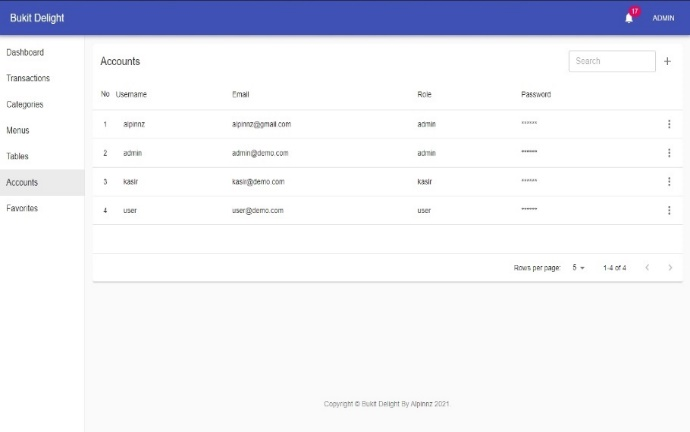 Bukit Delight 17 ADMIN
Dashboard
Transactions
Categories
Menus
Tables
Accounts
Favorites
Accounts Search +
No Username Email Role Password
1 alpinnz alpinnz@gmail.com admin ******
2 admin admin@demo.com admin ******
3 kasir kasir@demo.com kasir ******
4 user user@demo.com user ******
Rows per page: 5 1-4 of 4
Copyright © Bukit Delight By Alpinnz 2021.